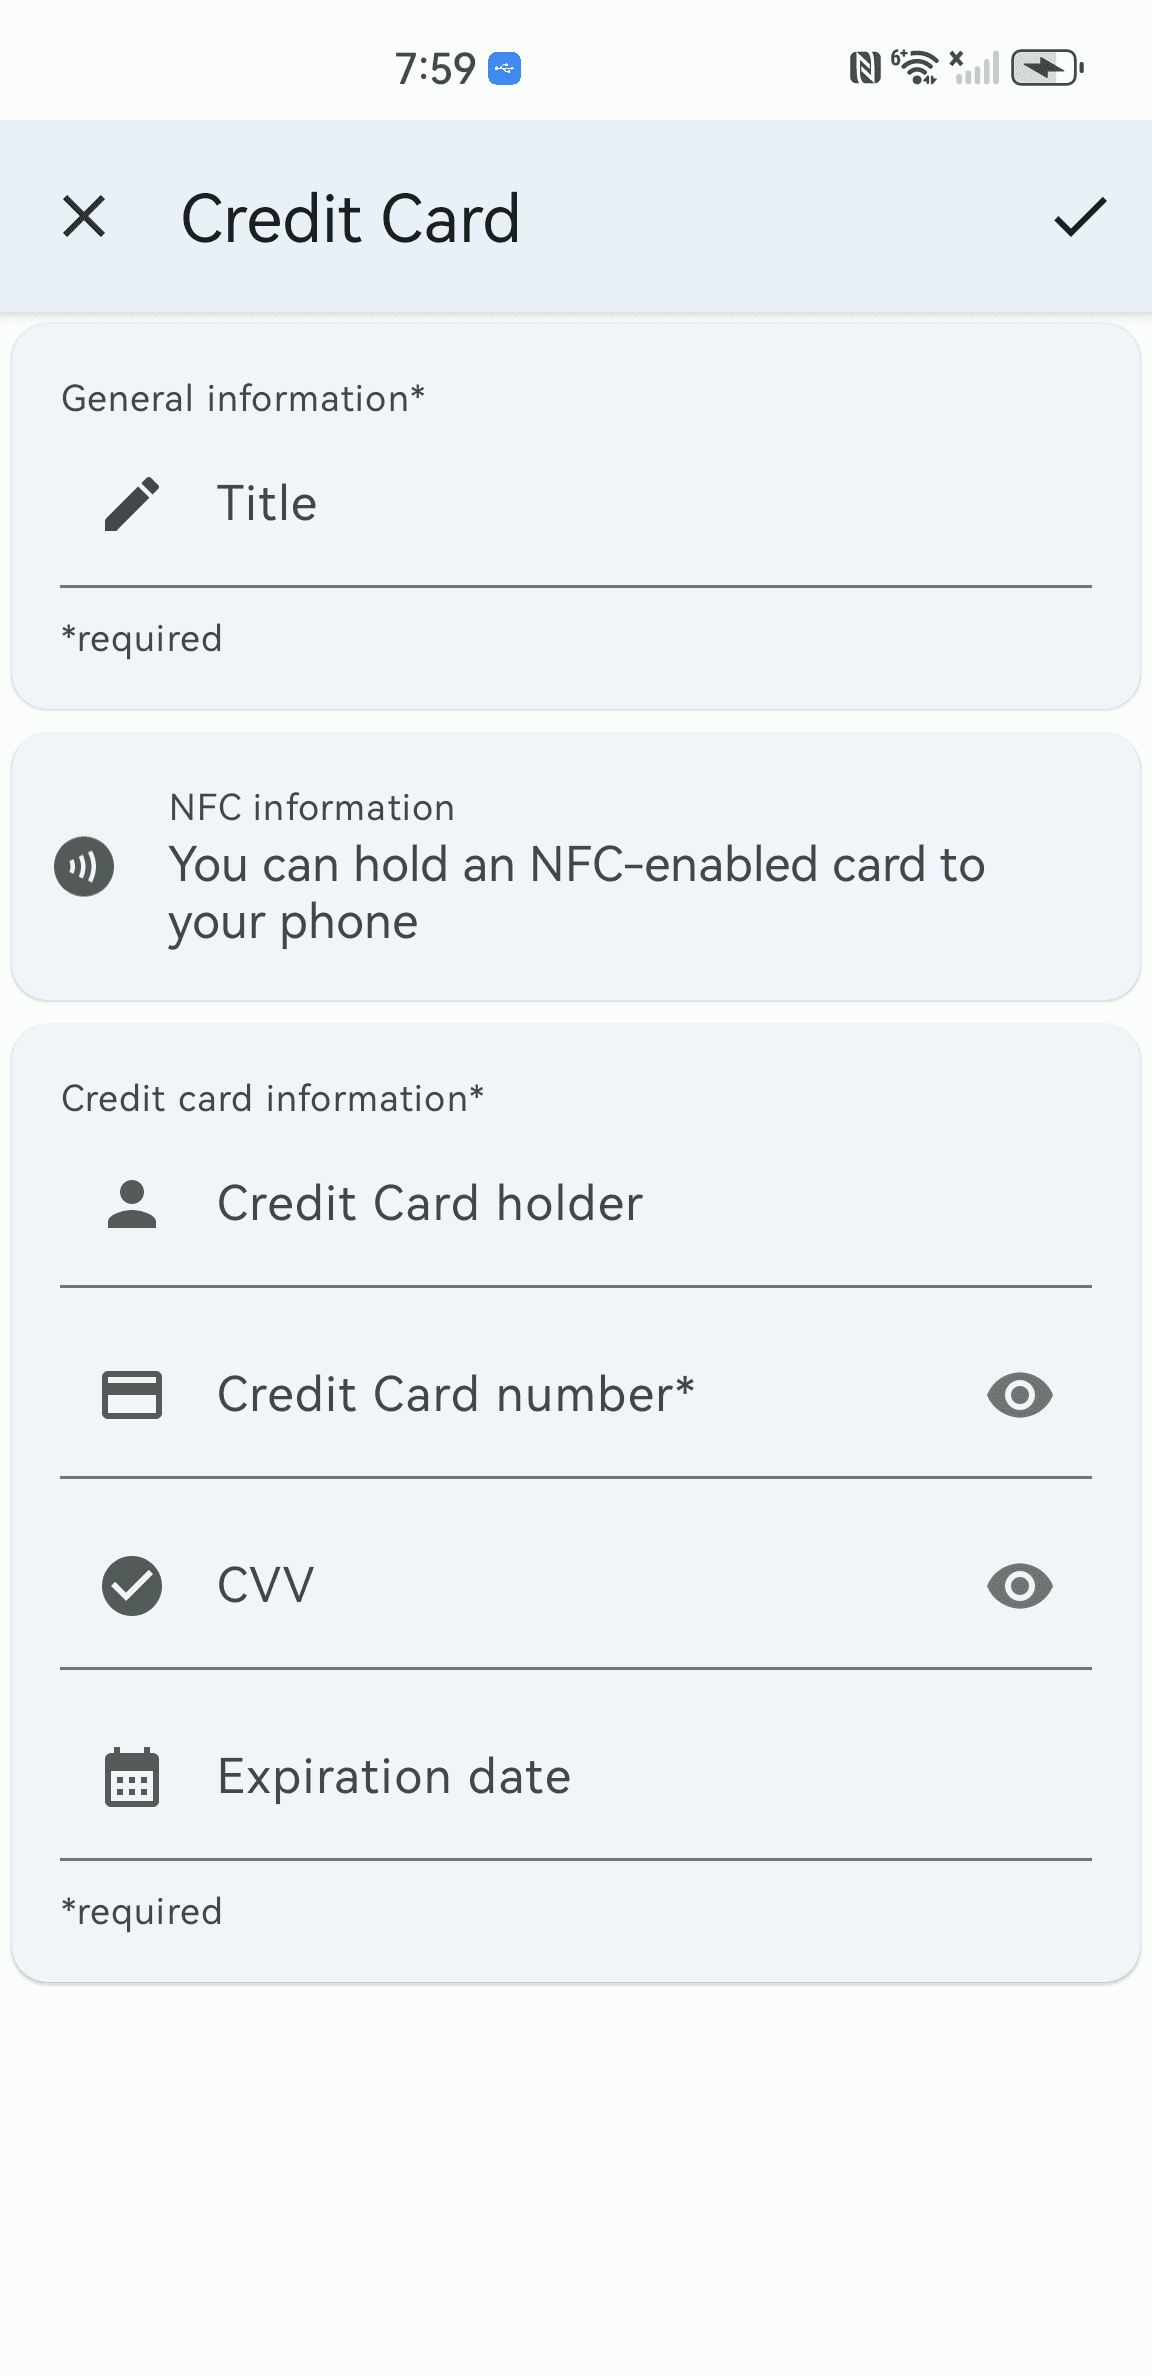 7:59
6+
Credit Card
General information*
Title
*required
NFC information
You can hold an NFC-enabled card to
your phone
Credit card information*
Credit Card holder
Credit Card number*
CVV
Expiration date
*required